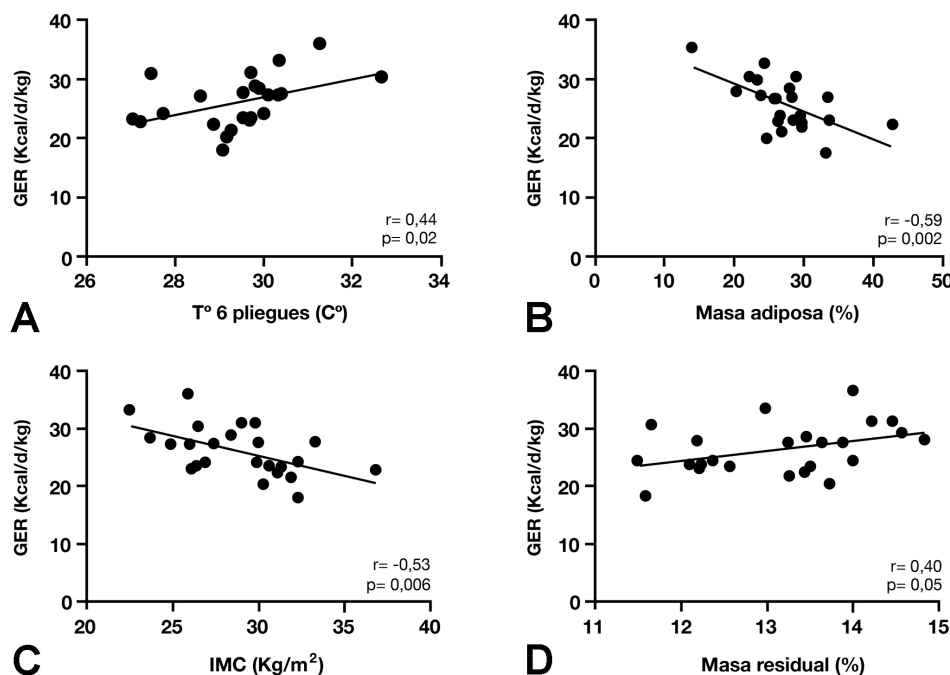 40
30
20
10
0
GER (Kcal/d/kg)
r= 0,44
p= 0,02
26 28 30 32 34
Tº 6 pliegues (Cº)
A
40
30
20
10
0
GER (Kcal/d/kg)
r= -0,59
p= 0,002
0 10 20 30 40 50
Masa adiposa (%)
B
40
30
20
10
0
GER (Kcal/d/kg)
r= -0,53
p= 0,006
20 25 30 35 40
IMC (Kg/m²)
C
40
30
20
10
0
GER (Kcal/d/kg)
r= 0,40
p= 0,05
11 12 13 14 15
Masa residual (%)
D